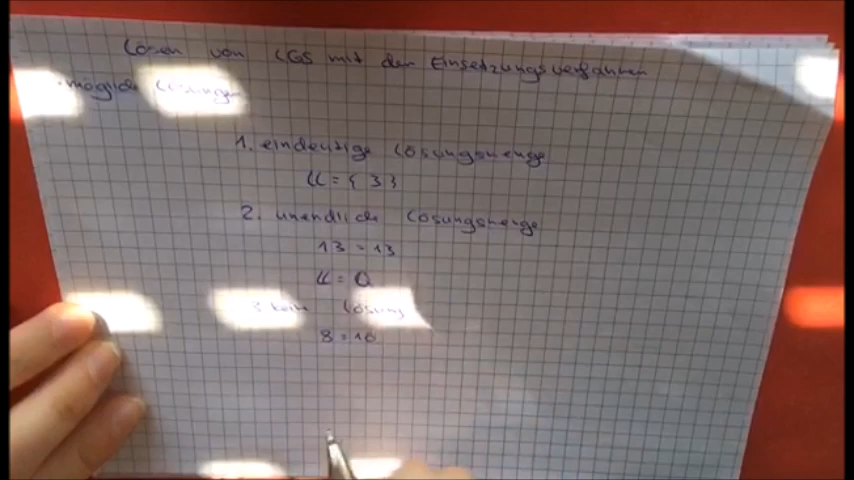 Lösen von LGS mit dem Einsetzungsverfahren
· mögliche Lösungen
1. eindeutige Lösungsmenge
L = { 3 }
2. unendliche Lösungsmenge
13 = 13
L = Q
3 keine Lösung
8 = 10